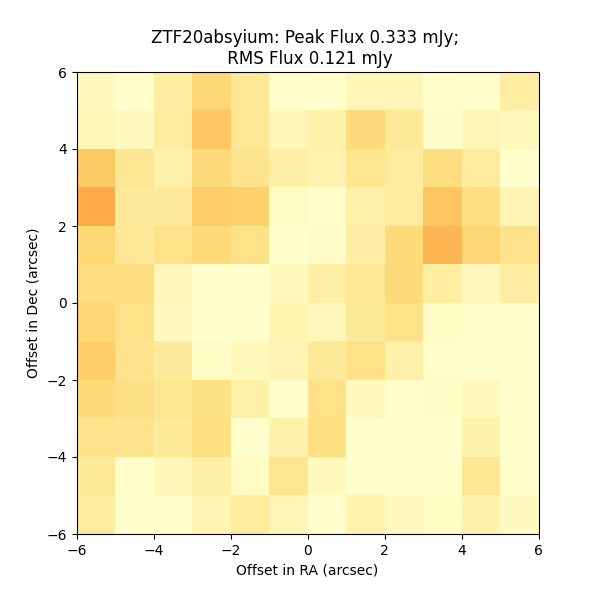 ZTF20absyium: Peak Flux 0.333 mJy;
RMS Flux 0.121 mJy
6
4
2
0
−2
−4
−6
Offset in Dec (arcsec)
−6 −4 −2 0 2 4 6
Offset in RA (arcsec)